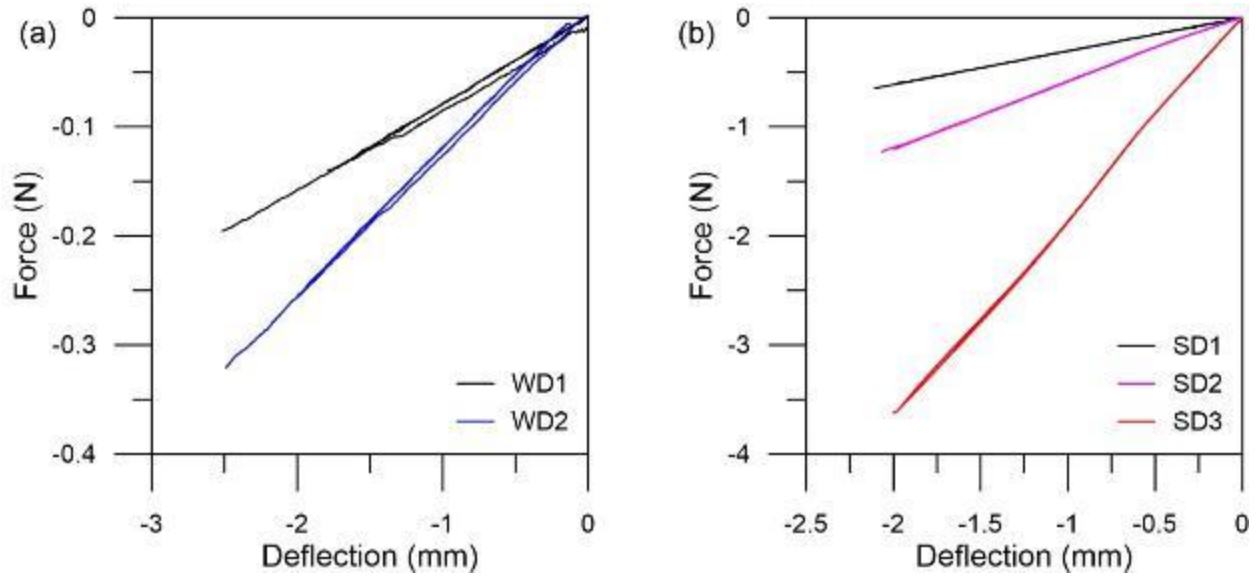 (a)
0
-0.1
-0.2
-0.3
-0.4
Force (N)
WD1
WD2
-3
-2
-1
0
Deflection (mm)
(b)
0
-1
-2
-3
-4
Force (N)
SD1
SD2
SD3
-2.5
-2
-1.5
-1
-0.5
0
Deflection (mm)